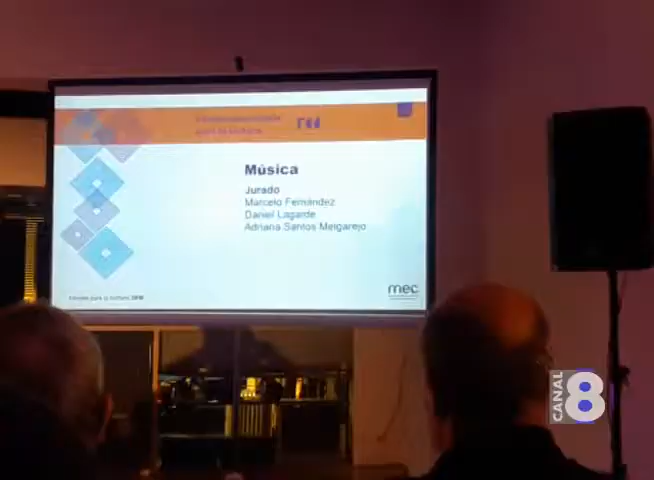 Música
Jurado
Marcelo Fernández
Daniel Lagarde
Adriana Santos Melgarejo
mec
CANAL 8